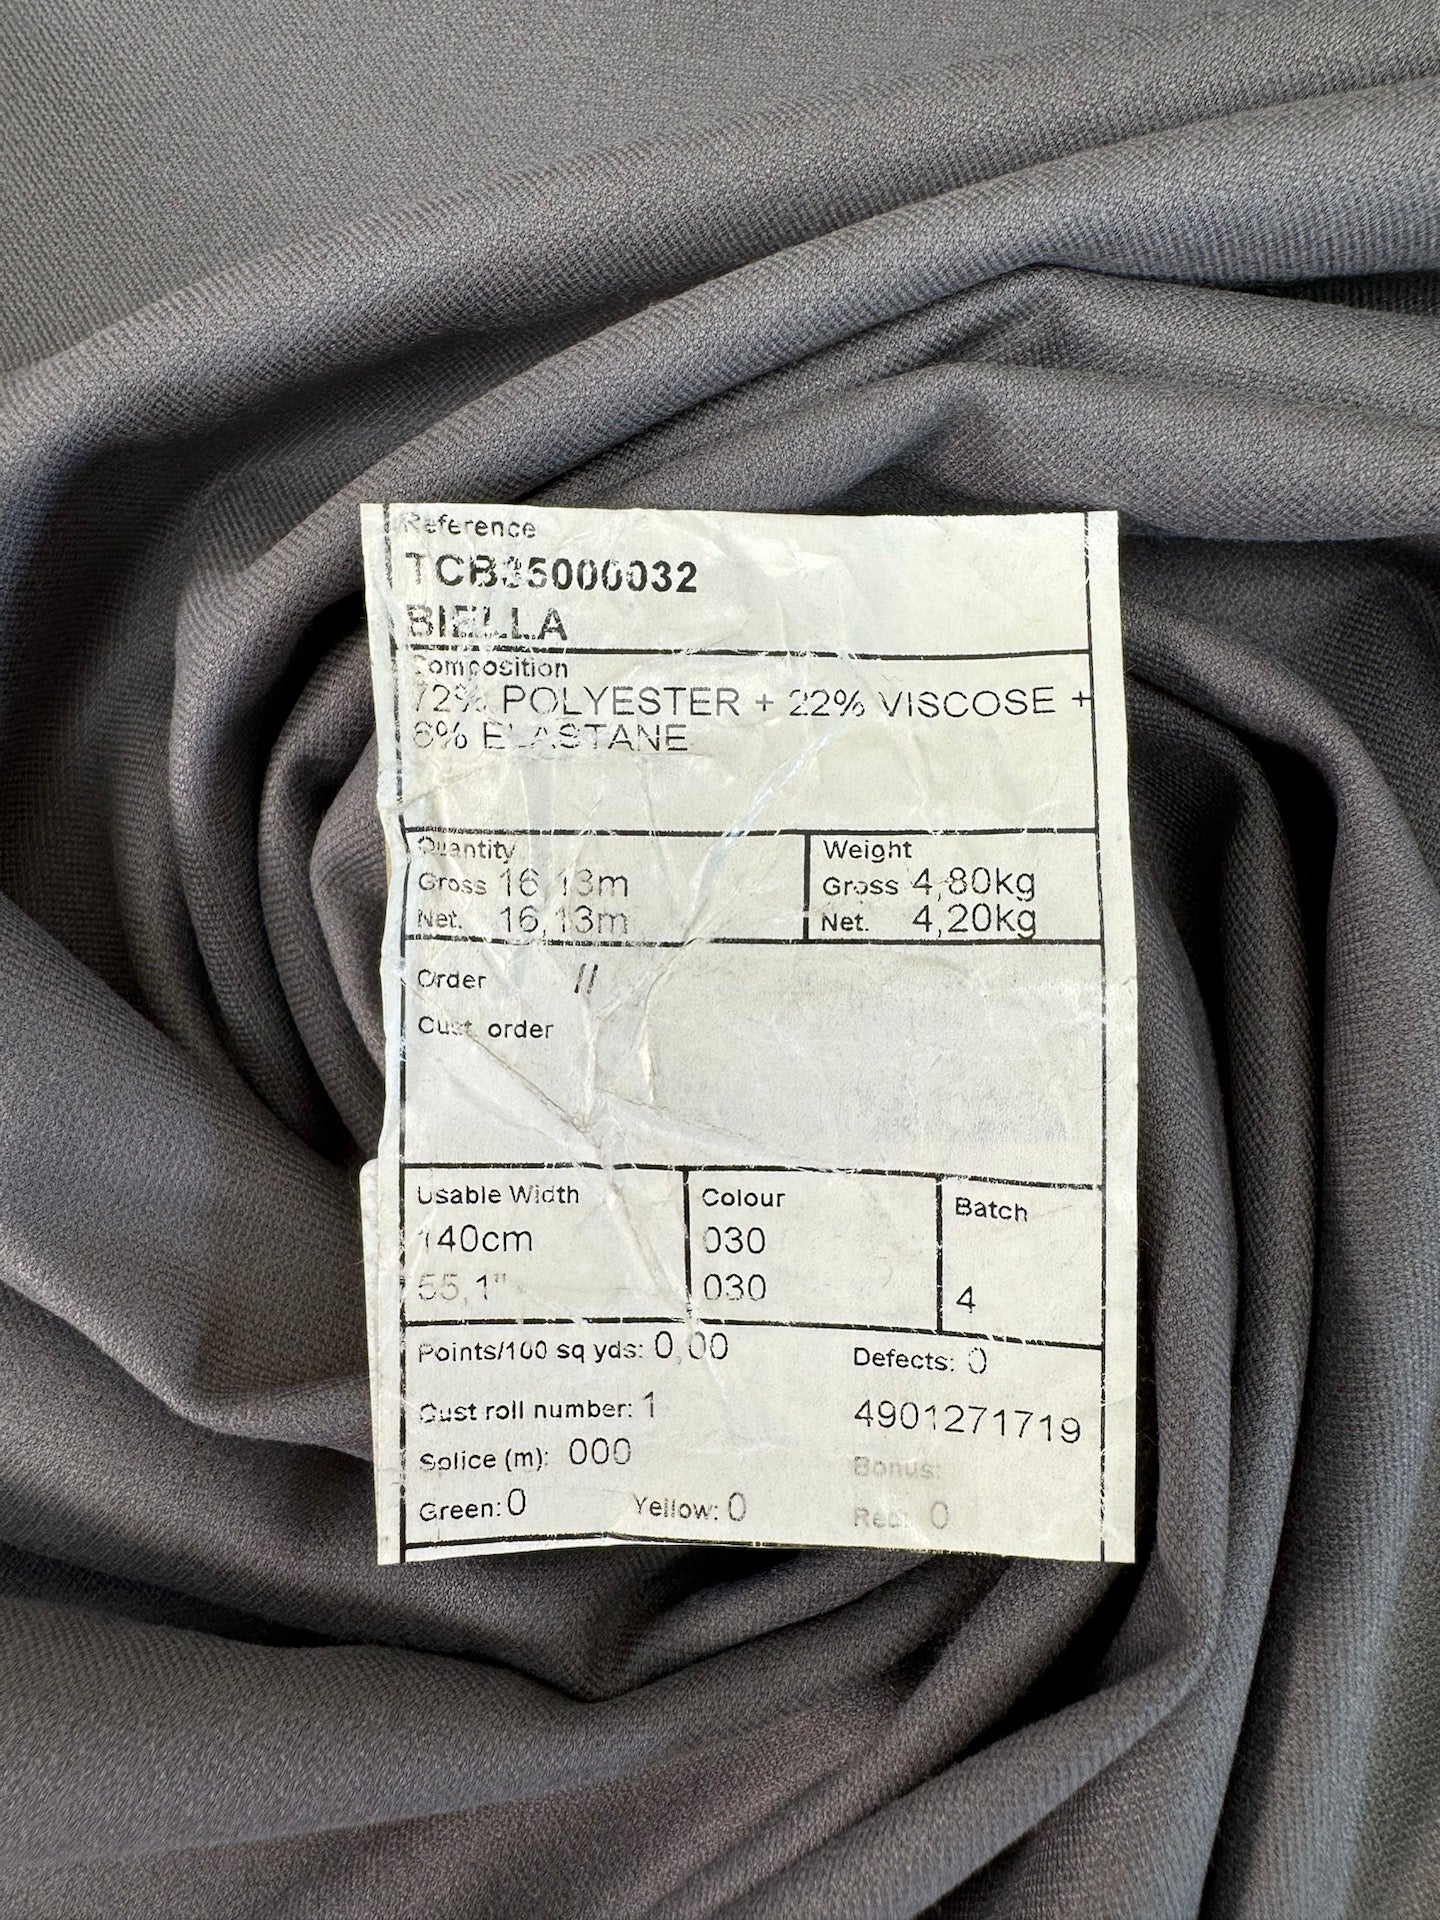 Reference
TCB35000032
BIELLA
Composition
72% POLYESTER + 22% VISCOSE +
6% ELASTANE
Quantity
Gross 16,13m
Net. 16,13m
Weight
Gross 4,80kg
Net. 4,20kg
Order //
Cust. order
Usable Width
140cm
55,1"
Colour
030
030
Batch
4
Points/100 sq yds: 0,00
Defects: 0
Cust roll number: 1
4901271719
Splice (m): 000
Bonus:
Green: 0 Yellow: 0 Red: 0